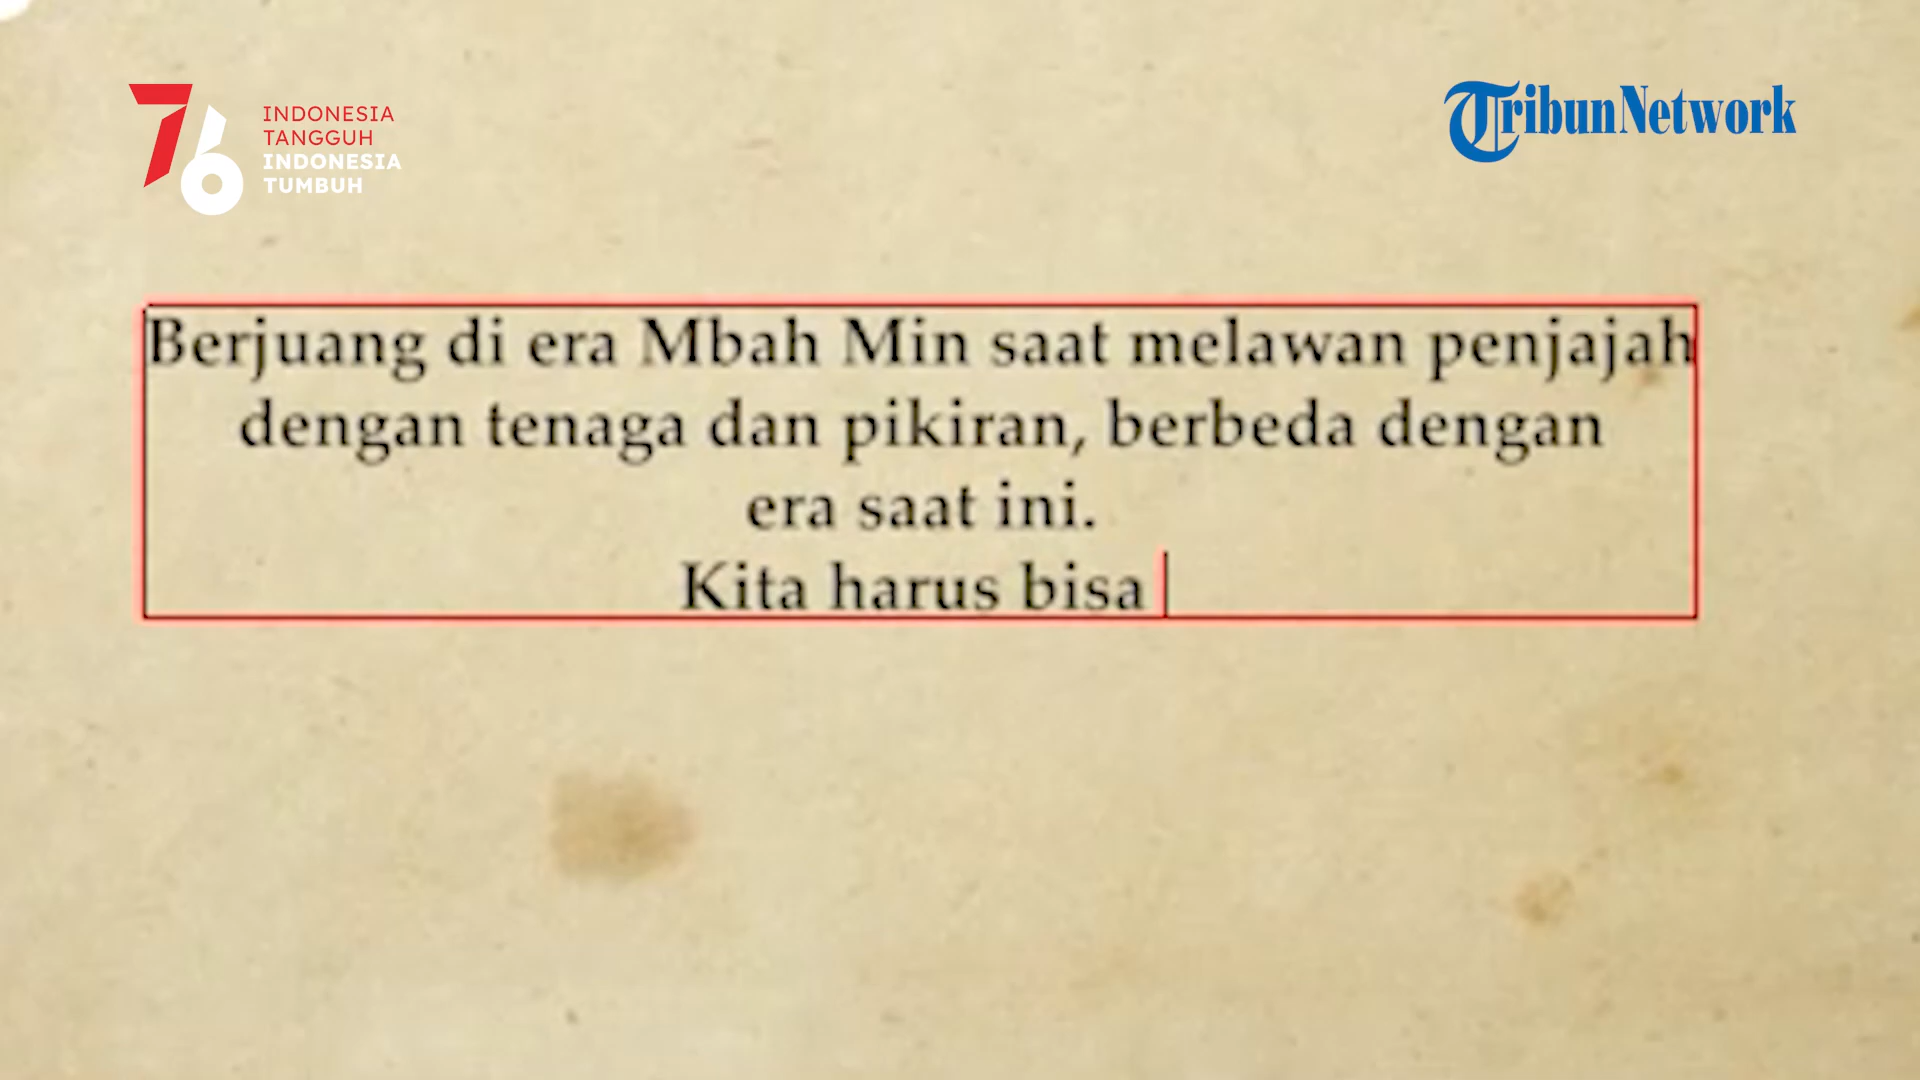 INDONESIA
TANGGUH
INDONESIA
TUMBUH
76
TribunNetwork
Berjuang di era Mbah Min saat melawan penjajah
dengan tenaga dan pikiran, berbeda dengan
era saat ini.
Kita harus bisa